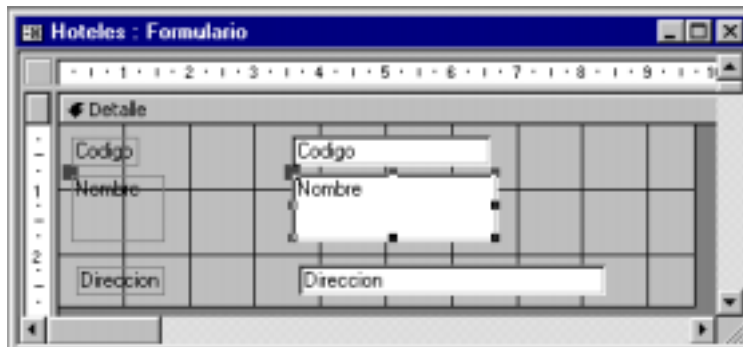 Hoteles : Formulario
1 2 3 4 5 6 7 8 9 10
Detalle
Codigo Codigo
1
Nombre Nombre
2
Direccion Direccion